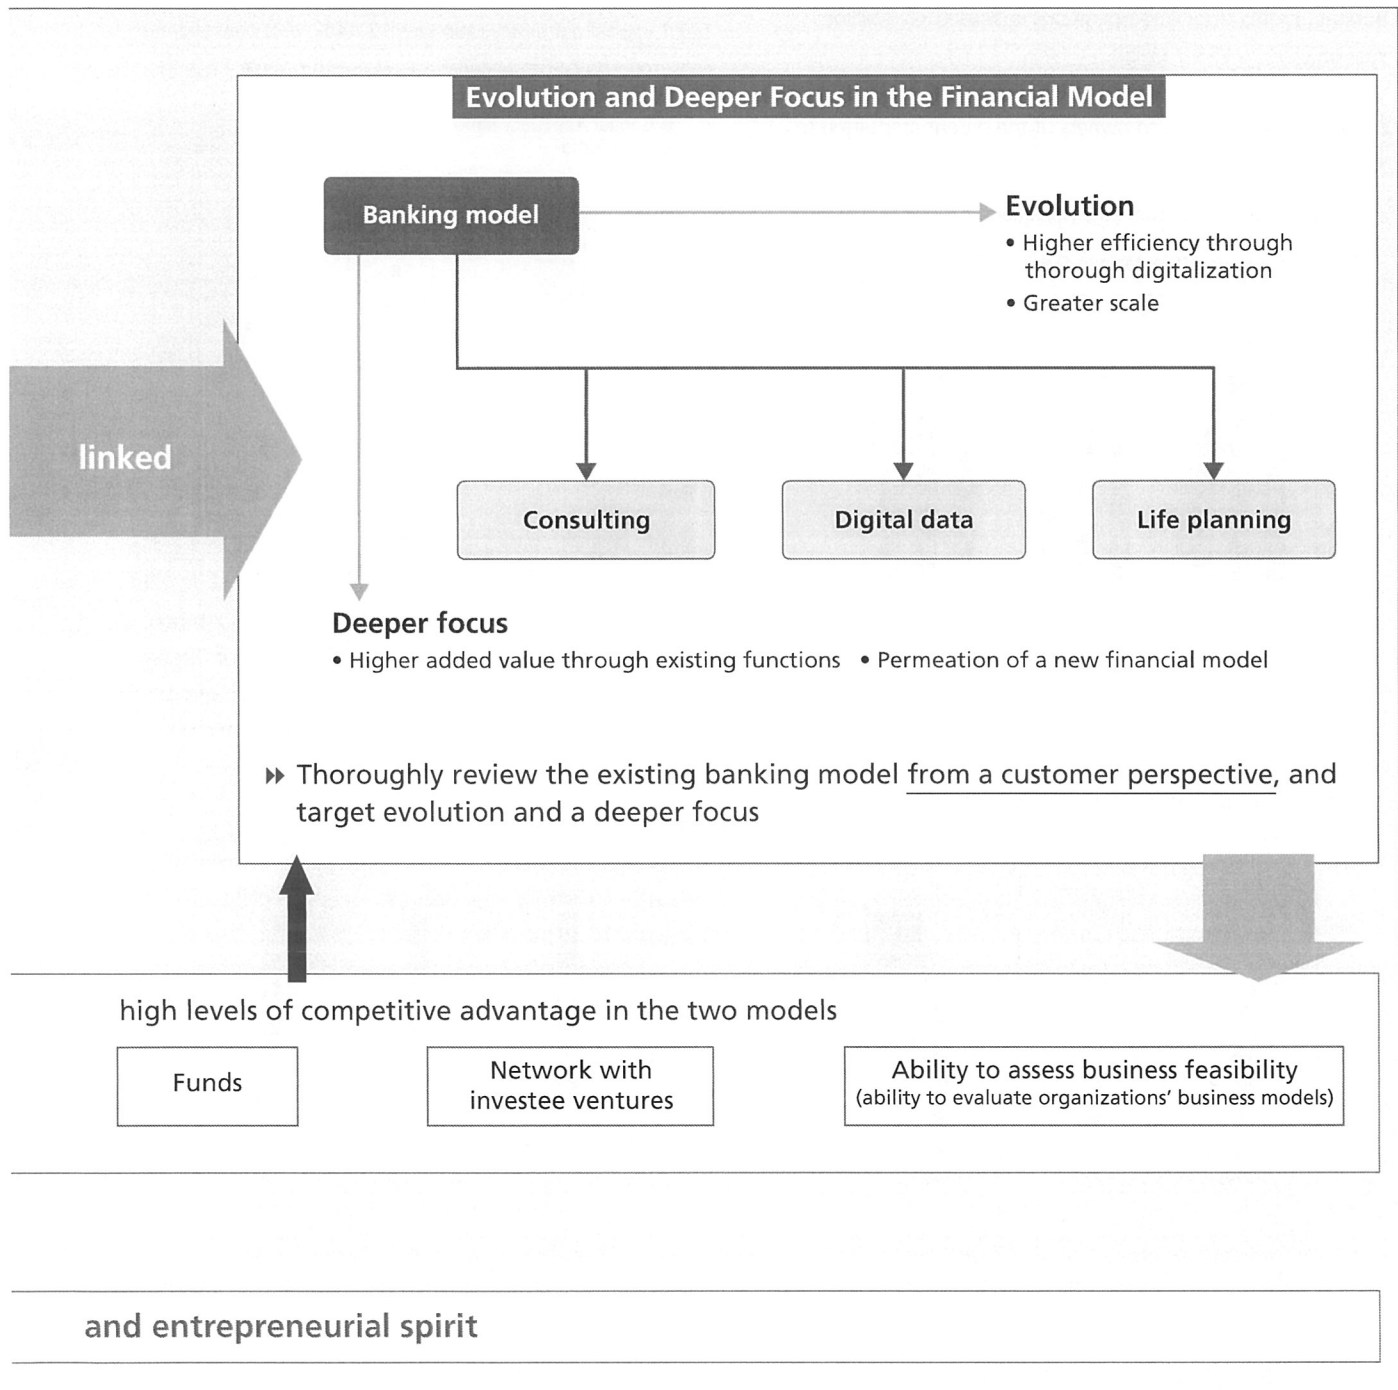 Evolution and Deeper Focus in the Financial Model
Banking model
Evolution
• Higher efficiency through
thorough digitalization
• Greater scale
linked
Consulting
Digital data
Life planning
Deeper focus
• Higher added value through existing functions • Permeation of a new financial model
Thoroughly review the existing banking model from a customer perspective, and
target evolution and a deeper focus
high levels of competitive advantage in the two models
Funds
Network with
investee ventures
Ability to assess business feasibility
(ability to evaluate organizations’ business models)
and entrepreneurial spirit